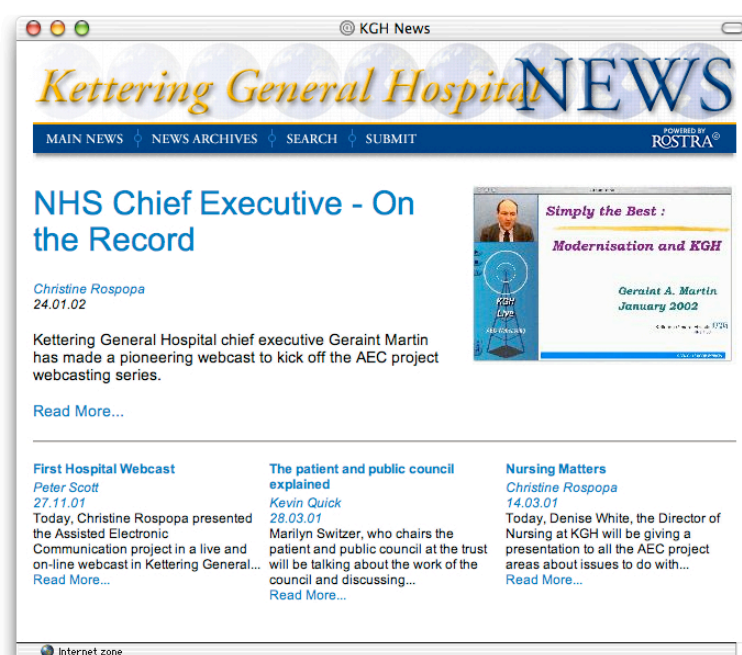 KGH News
Kettering General Hospital NEWS
MAIN NEWS NEWS ARCHIVES SEARCH SUBMIT
POWERED BY
ROSTRA®
NHS Chief Executive - On
the Record
Christine Rospopa
24.01.02
Kettering General Hospital chief executive Geraint Martin
has made a pioneering webcast to kick off the AEC project
webcasting series.
Read More...
Simply the Best :
Modernisation and KGH
Geraint A. Martin
January 2002
KGH
Live
First Hospital Webcast
Peter Scott
27.11.01
Today, Christine Rospopa presented
the Assisted Electronic
Communication project in a live and
on-line webcast in Kettering General...
Read More...
The patient and public council
explained
Kevin Quick
28.03.01
Marilyn Switzer, who chairs the
patient and public council at the trust
will be talking about the work of the
council and discussing...
Read More...
Nursing Matters
Christine Rospopa
14.03.01
Today, Denise White, the Director of
Nursing at KGH will be giving a
presentation to all the AEC project
areas about issues to do with...
Read More...
Internet zone